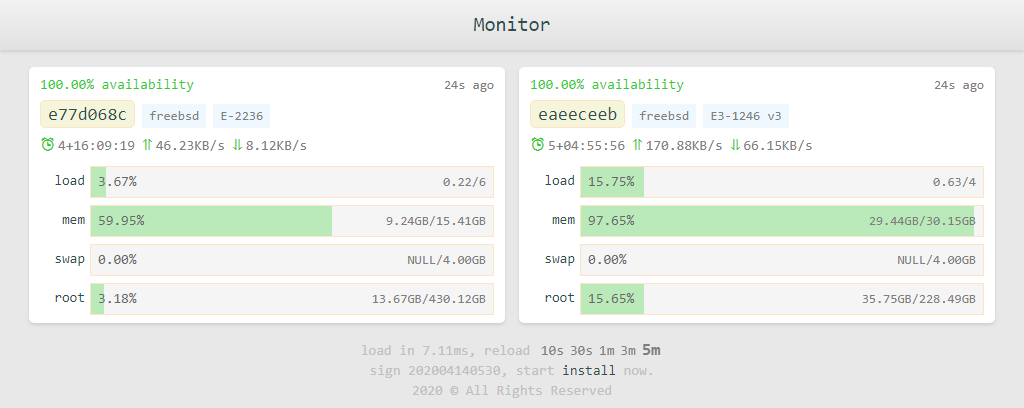 Monitor
100.00% availability 24s ago
e77d068c freebsd E-2236
4+16:09:19 46.23KB/s 8.12KB/s
load 3.67% 0.22/6
mem 59.95% 9.24GB/15.41GB
swap 0.00% NULL/4.00GB
root 3.18% 13.67GB/430.12GB
100.00% availability 24s ago
eaeeceeb freebsd E3-1246 v3
5+04:55:56 170.88KB/s 66.15KB/s
load 15.75% 0.63/4
mem 97.65% 29.44GB/30.15GB
swap 0.00% NULL/4.00GB
root 15.65% 35.75GB/228.49GB
load in 7.11ms, reload 10s 30s 1m 3m 5m
sign 202004140530, start install now.
2020 © All Rights Reserved